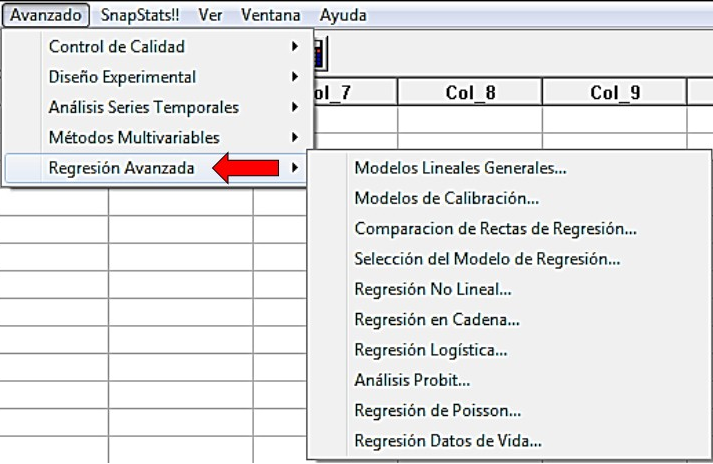 Avanzado SnapStats!! Ver Ventana Ayuda
Control de Calidad
Diseño Experimental
Análisis Series Temporales
Métodos Multivariables
Regresión Avanzada
ol_7 Col_8 Col_9
Modelos Lineales Generales...
Modelos de Calibración...
Comparacion de Rectas de Regresión...
Selección del Modelo de Regresión...
Regresión No Lineal...
Regresión en Cadena...
Regresión Logística...
Análisis Probit...
Regresión de Poisson...
Regresión Datos de Vida...